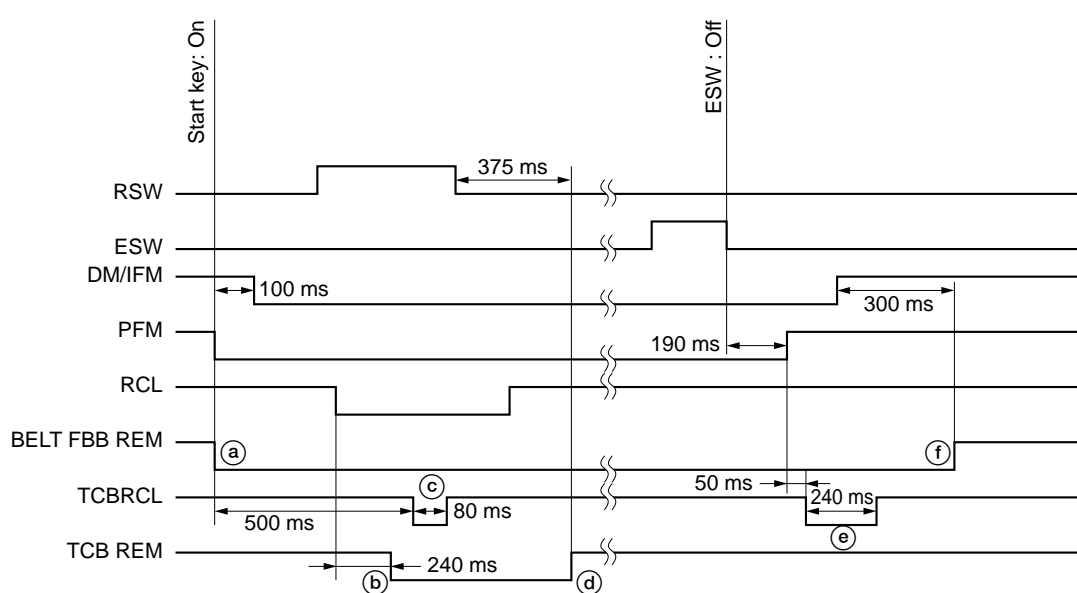 Start key: On
ESW : Off
RSW
375 ms
ESW
DM/IFM
100 ms
300 ms
PFM
190 ms
RCL
BELT FBB REM
a
f
TCBRCL
c
50 ms
240 ms
500 ms
80 ms
e
TCB REM
b
240 ms
d